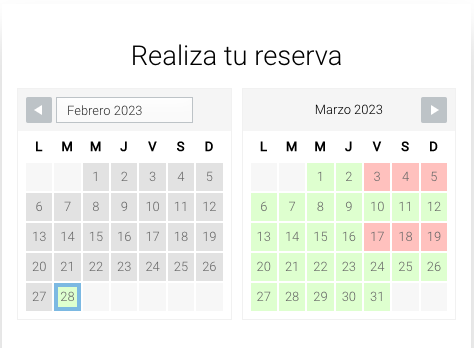 Realiza tu reserva
Febrero 2023
L M M J V S D
1 2 3 4 5
6 7 8 9 10 11 12
13 14 15 16 17 18 19
20 21 22 23 24 25 26
27 28
Marzo 2023
L M M J V S D
1 2 3 4 5
6 7 8 9 10 11 12
13 14 15 16 17 18 19
20 21 22 23 24 25 26
27 28 29 30 31